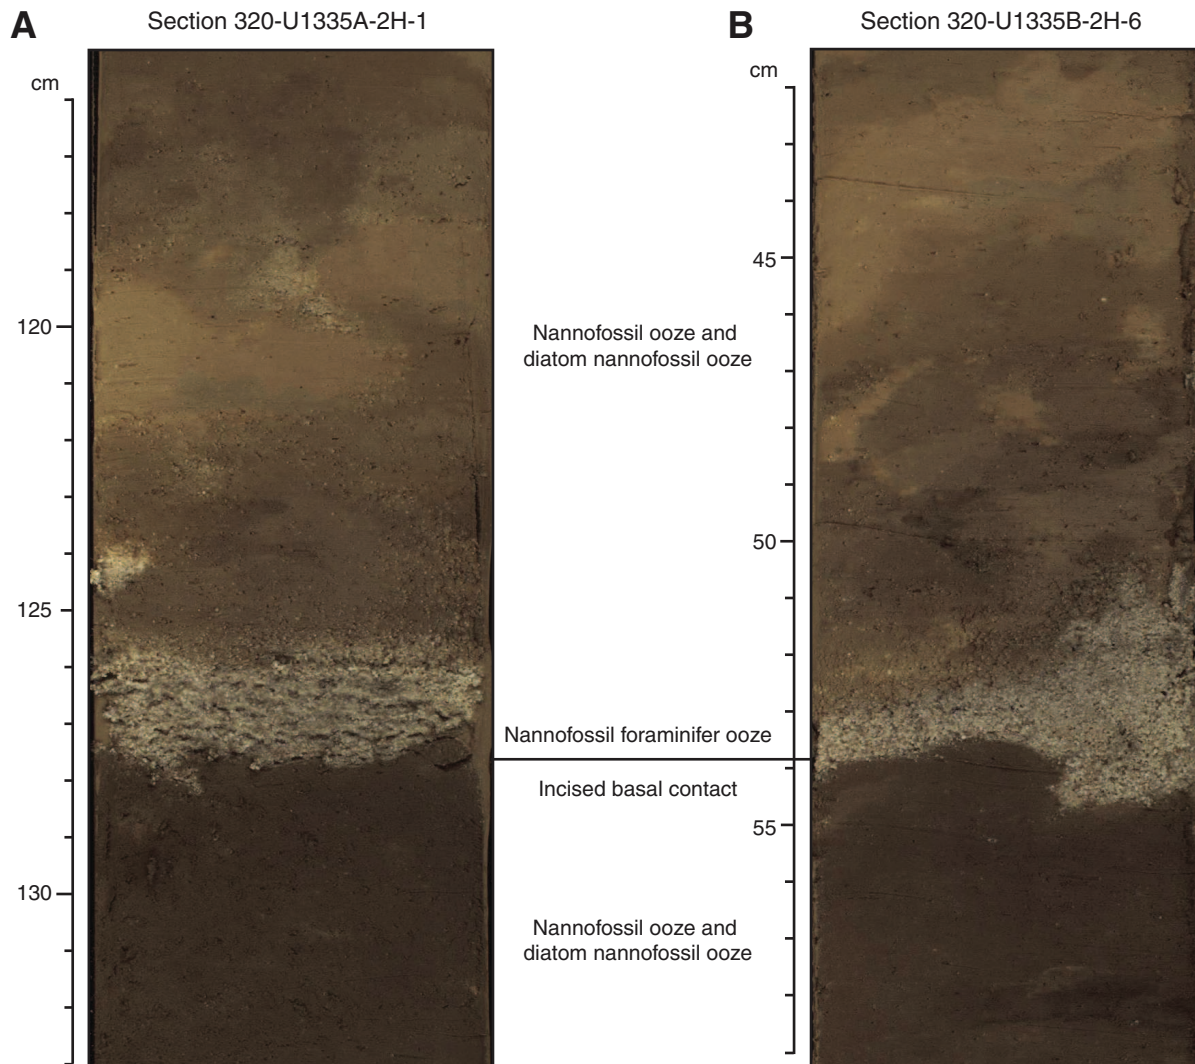 A
Section 320-U1335A-2H-1
B
Section 320-U1335B-2H-6
cm
120
125
130
cm
45
50
55
Nannofossil ooze and
diatom nannofossil ooze
Nannofossil foraminifer ooze
Incised basal contact
Nannofossil ooze and
diatom nannofossil ooze